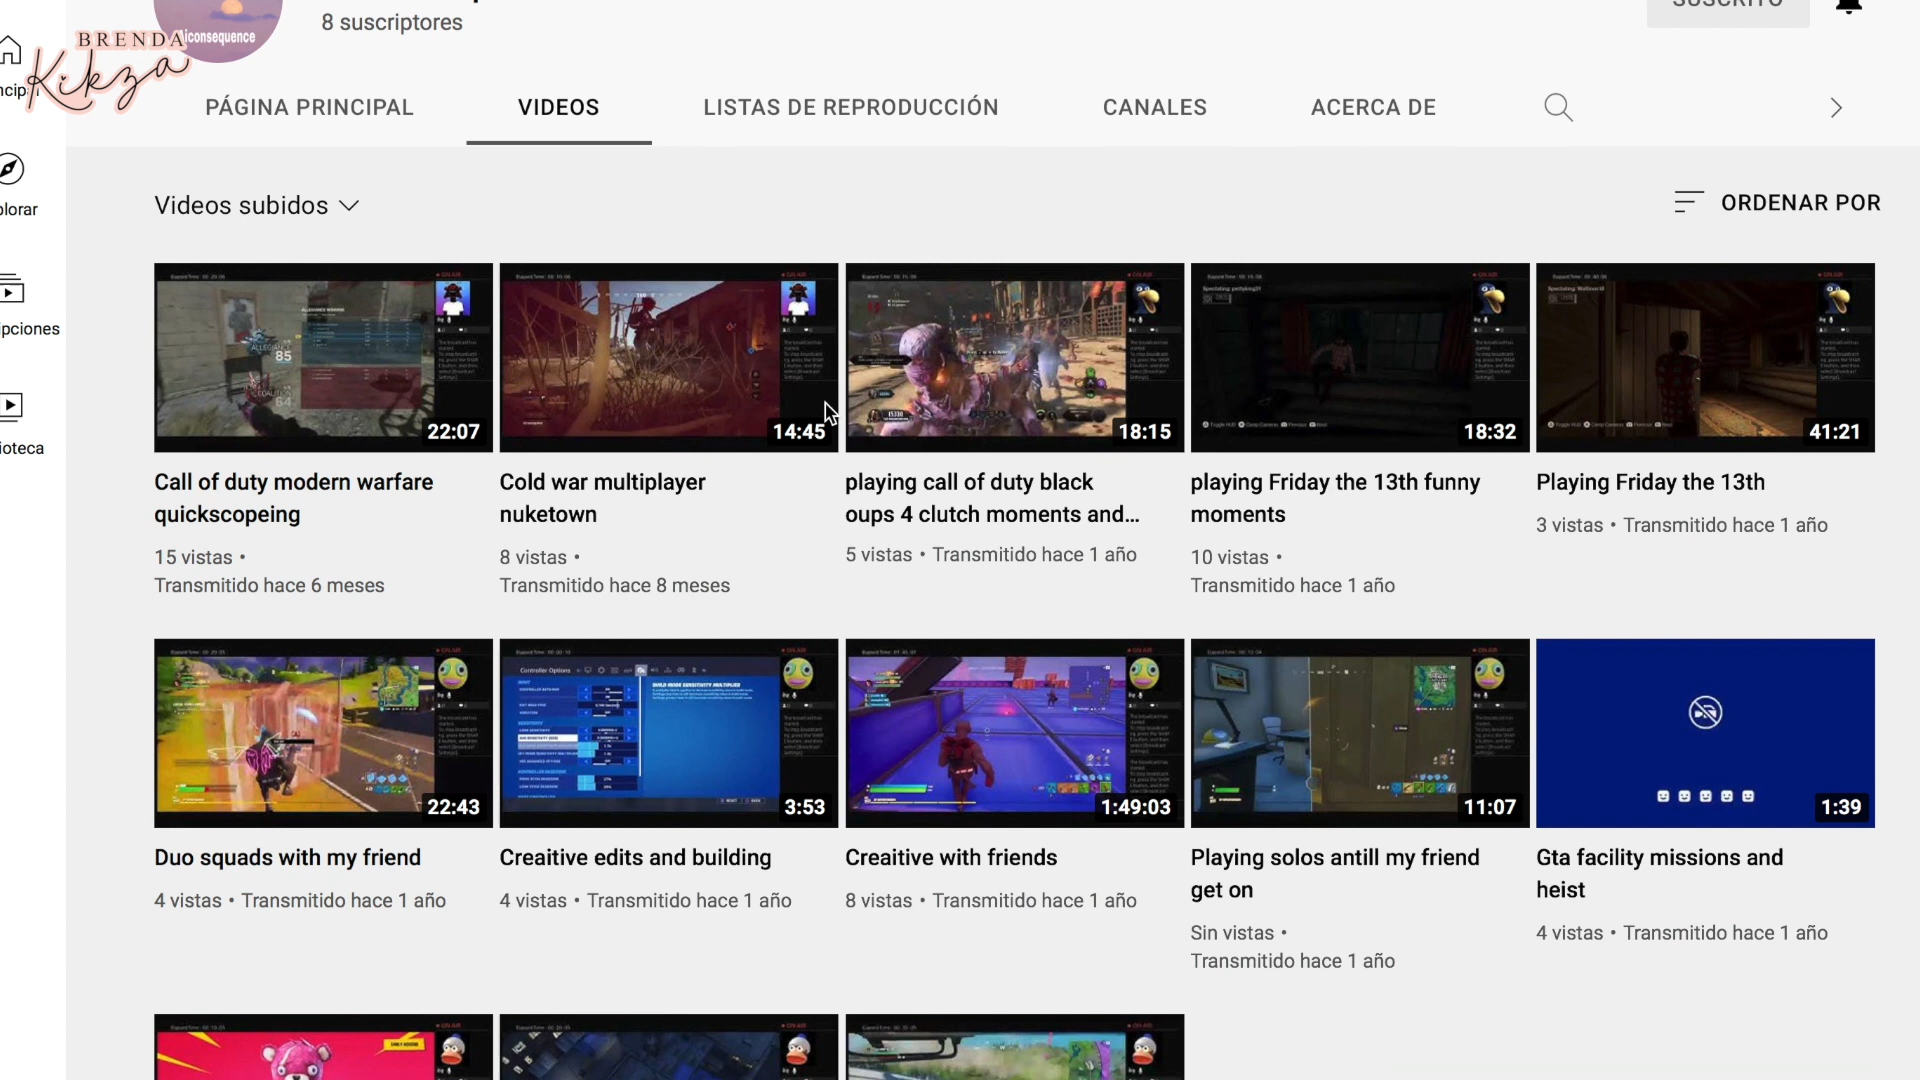 8 suscriptores
SUSCRITO
BRENDA
Kikza
iconsequence
PÁGINA PRINCIPAL
VIDEOS
LISTAS DE REPRODUCCIÓN
CANALES
ACERCA DE
Videos subidos
ORDENAR POR
22:07
14:45
18:15
18:32
41:21
Call of duty modern warfare
quickscopeing
15 vistas •
Transmitido hace 6 meses
Cold war multiplayer
nuketown
8 vistas •
Transmitido hace 8 meses
playing call of duty black
oups 4 clutch moments and...
5 vistas • Transmitido hace 1 año
playing Friday the 13th funny
moments
10 vistas •
Transmitido hace 1 año
Playing Friday the 13th
3 vistas • Transmitido hace 1 año
Controller Options
22:43
3:53
1:49:03
11:07
1:39
Duo squads with my friend
4 vistas • Transmitido hace 1 año
Creaitive edits and building
4 vistas • Transmitido hace 1 año
Creaitive with friends
8 vistas • Transmitido hace 1 año
Playing solos antill my friend
get on
Sin vistas •
Transmitido hace 1 año
Gta facility missions and
heist
4 vistas • Transmitido hace 1 año